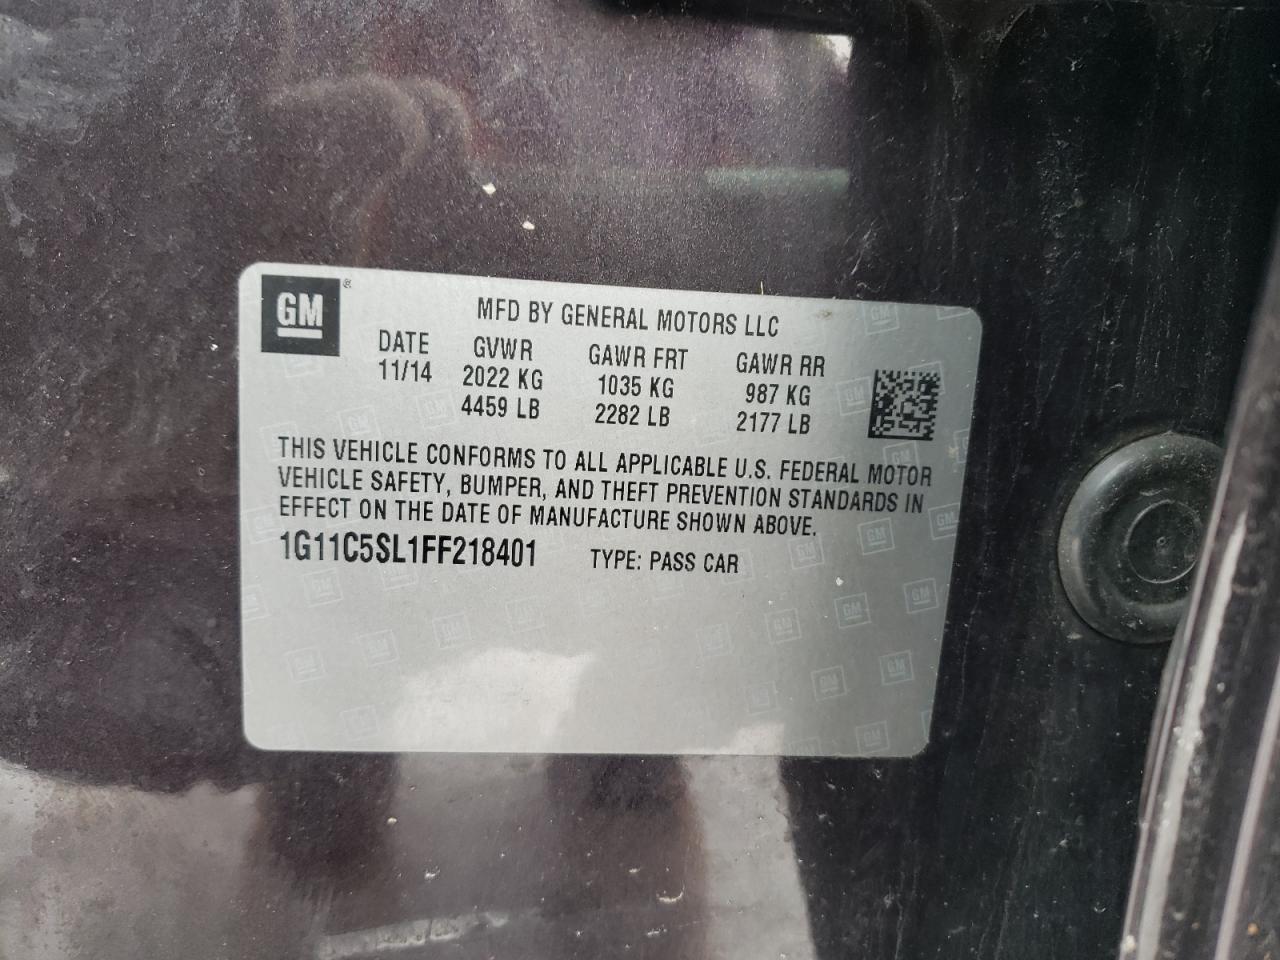 GM®
MFD BY GENERAL MOTORS LLC
DATE GVWR GAWR FRT GAWR RR
11/14 2022 KG 1035 KG 987 KG
4459 LB 2282 LB 2177 LB
THIS VEHICLE CONFORMS TO ALL APPLICABLE U.S. FEDERAL MOTOR
VEHICLE SAFETY, BUMPER, AND THEFT PREVENTION STANDARDS IN
EFFECT ON THE DATE OF MANUFACTURE SHOWN ABOVE.
1G11C5SL1FF218401 TYPE: PASS CAR